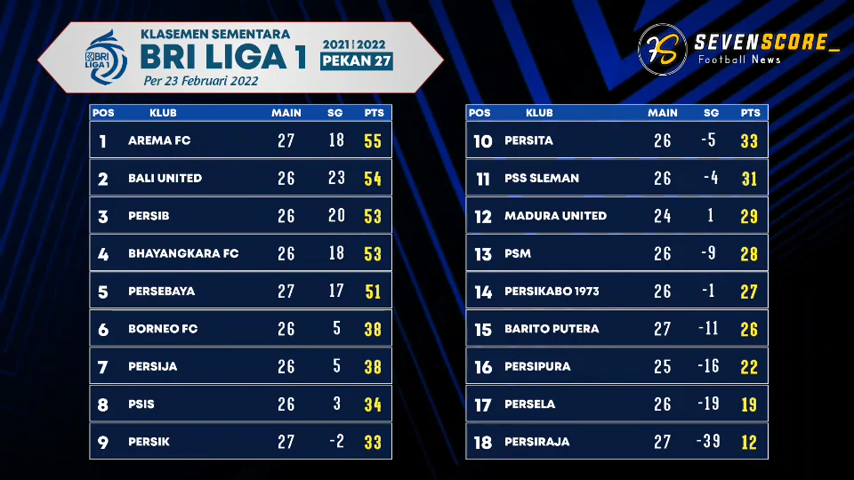 KLASEMEN SEMENTARA
BRI LIGA 1
2021|2022
PEKAN 27
Per 23 Februari 2022
BRI
LIGA 1
SEVENSCORE_
Football News
POS KLUB MAIN SG PTS
1 AREMA FC 27 18 55
2 BALI UNITED 26 23 54
3 PERSIB 26 20 53
4 BHAYANGKARA FC 26 18 53
5 PERSEBAYA 27 17 51
6 BORNEO FC 26 5 38
7 PERSIJA 26 5 38
8 PSIS 26 3 34
9 PERSIK 27 -2 33
POS KLUB MAIN SG PTS
10 PERSITA 26 -5 33
11 PSS SLEMAN 26 -4 31
12 MADURA UNITED 24 1 29
13 PSM 26 -9 28
14 PERSIKABO 1973 26 -1 27
15 BARITO PUTERA 27 -11 26
16 PERSIPURA 25 -16 22
17 PERSELA 26 -19 19
18 PERSIRAJA 27 -39 12